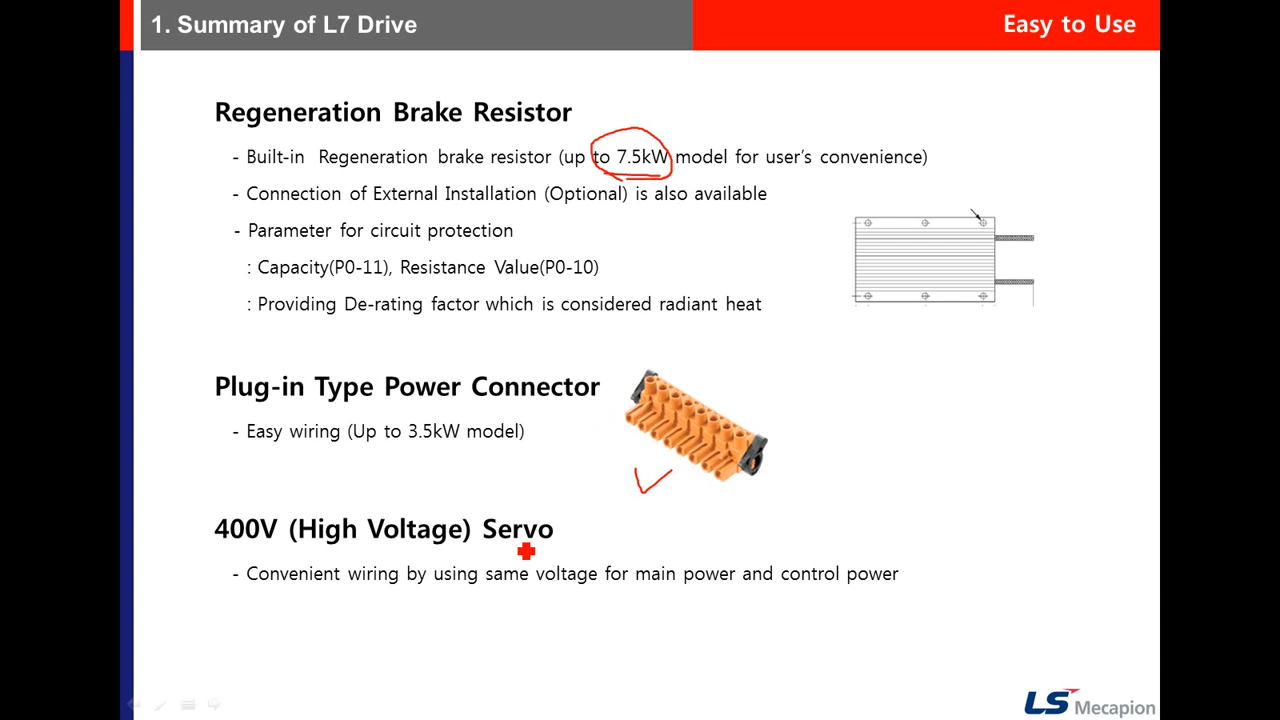 1. Summary of L7 Drive
Easy to Use
Regeneration Brake Resistor
- Built-in Regeneration brake resistor (up to 7.5kW model for user's convenience)
- Connection of External Installation (Optional) is also available
- Parameter for circuit protection
: Capacity(P0-11), Resistance Value(P0-10)
: Providing De-rating factor which is considered radiant heat
Plug-in Type Power Connector
- Easy wiring (Up to 3.5kW model)
400V (High Voltage) Servo
- Convenient wiring by using same voltage for main power and control power
LS Mecapion